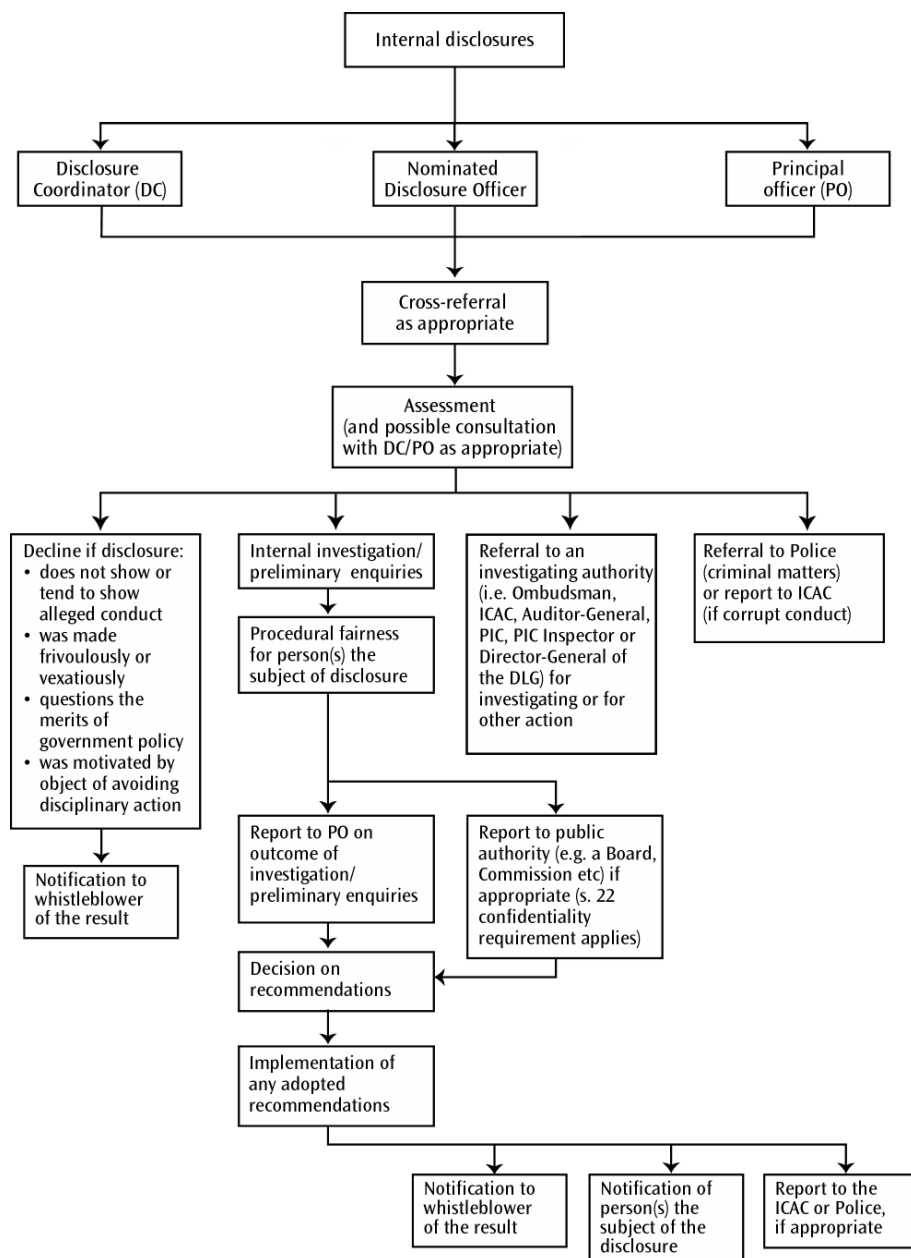 Internal disclosures
Disclosure
Coordinator (DC)
Nominated
Disclosure Officer
Principal
officer (PO)
Cross-referral
as appropriate
Assessment
(and possible consultation
with DC/PO as appropriate)
Decline if disclosure:
• does not show or
tend to show
alleged conduct
• was made
frivoulously or
vexatiously
• questions the
merits of
government policy
• was motivated by
object of avoiding
disciplinary action
Notification to
whistleblower
of the result
Internal investigation/
preliminary enquiries
Procedural fairness
for person(s) the
subject of disclosure
Referral to an
investigating authority
(i.e. Ombudsman,
ICAC, Auditor-General,
PIC, PIC Inspector or
Director-General of
the DLG) for
investigating or for
other action
Referral to Police
(criminal matters)
or report to ICAC
(if corrupt conduct)
Report to PO on
outcome of
investigation/
preliminary enquiries
Report to public
authority (e.g. a Board,
Commission etc) if
appropriate (s. 22
confidentiality
requirement applies)
Decision on
recommendations
Implementation of
any adopted
recommendations
Notification to
whistleblower
of the result
Notification of
person(s) the
subject of the
disclosure
Report to the
ICAC or Police,
if appropriate